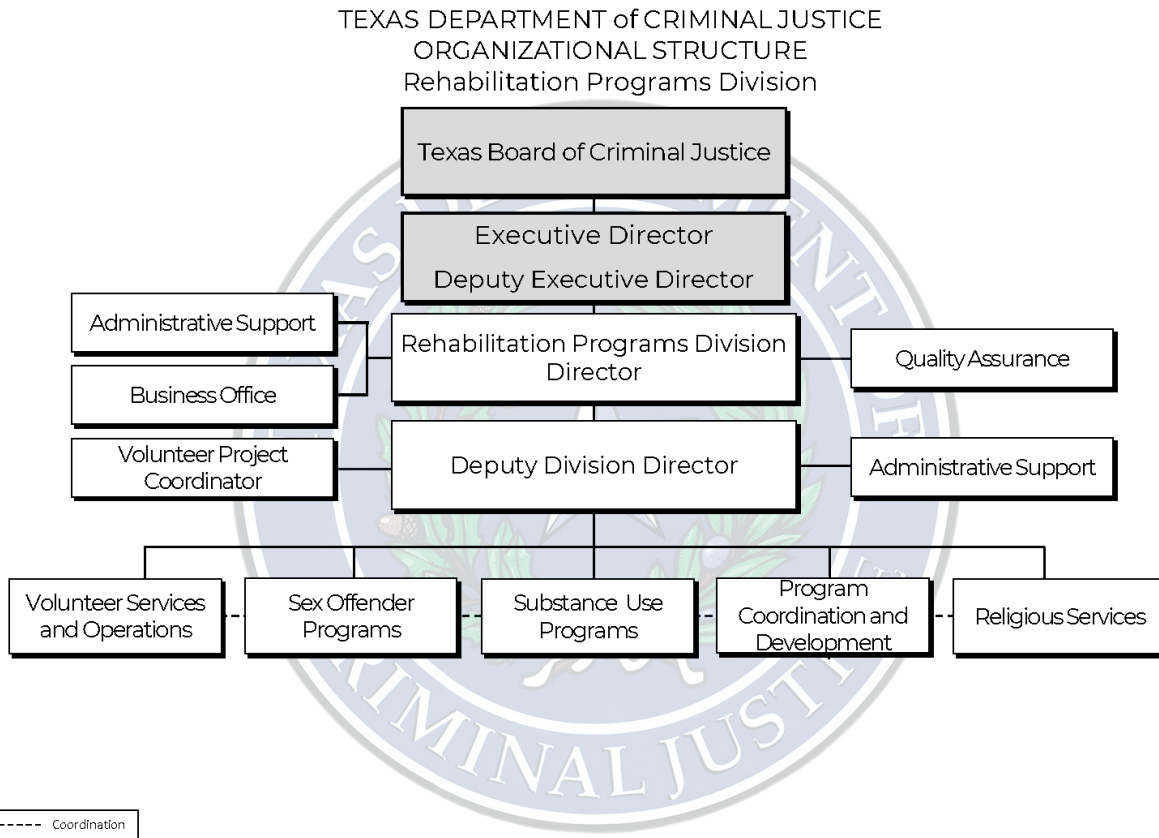 TEXAS DEPARTMENT of CRIMINAL JUSTICE
ORGANIZATIONAL STRUCTURE
Rehabilitation Programs Division
Texas Board of Criminal Justice
Executive Director
Deputy Executive Director
Administrative Support
Business Office
Rehabilitation Programs Division
Director
Quality Assurance
Volunteer Project
Coordinator
Deputy Division Director
Administrative Support
Volunteer Services
and Operations
Sex Offender
Programs
Substance Use
Programs
Program
Coordination and
Development
Religious Services
Coordination